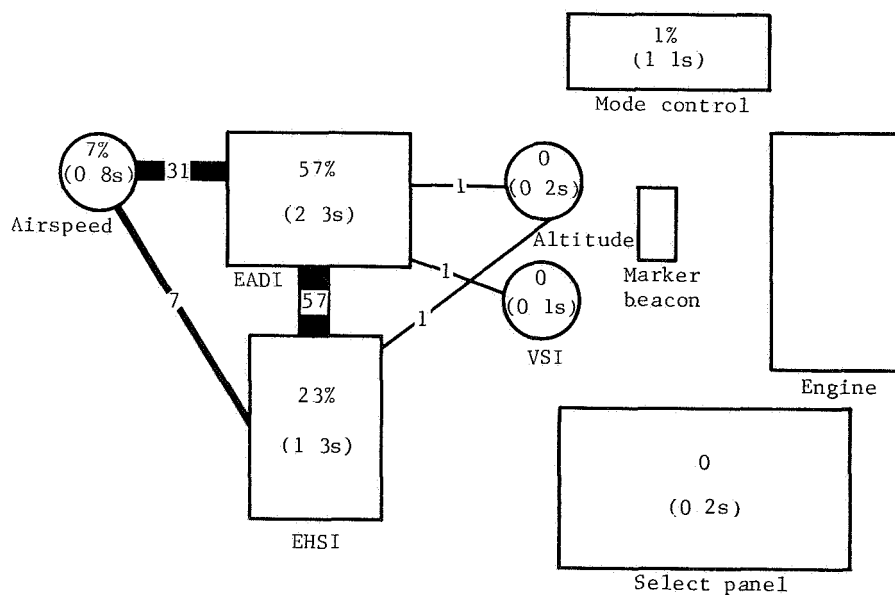 1%
(1 1s)
Mode control
7%
(0 8s)
Airspeed
31
57%
(2 3s)
EADI
1
0
(0 2s)
Altitude
Marker
beacon
1
0
(0 1s)
VSI
57
7
1
23%
(1 3s)
EHSI
Engine
0
(0 2s)
Select panel